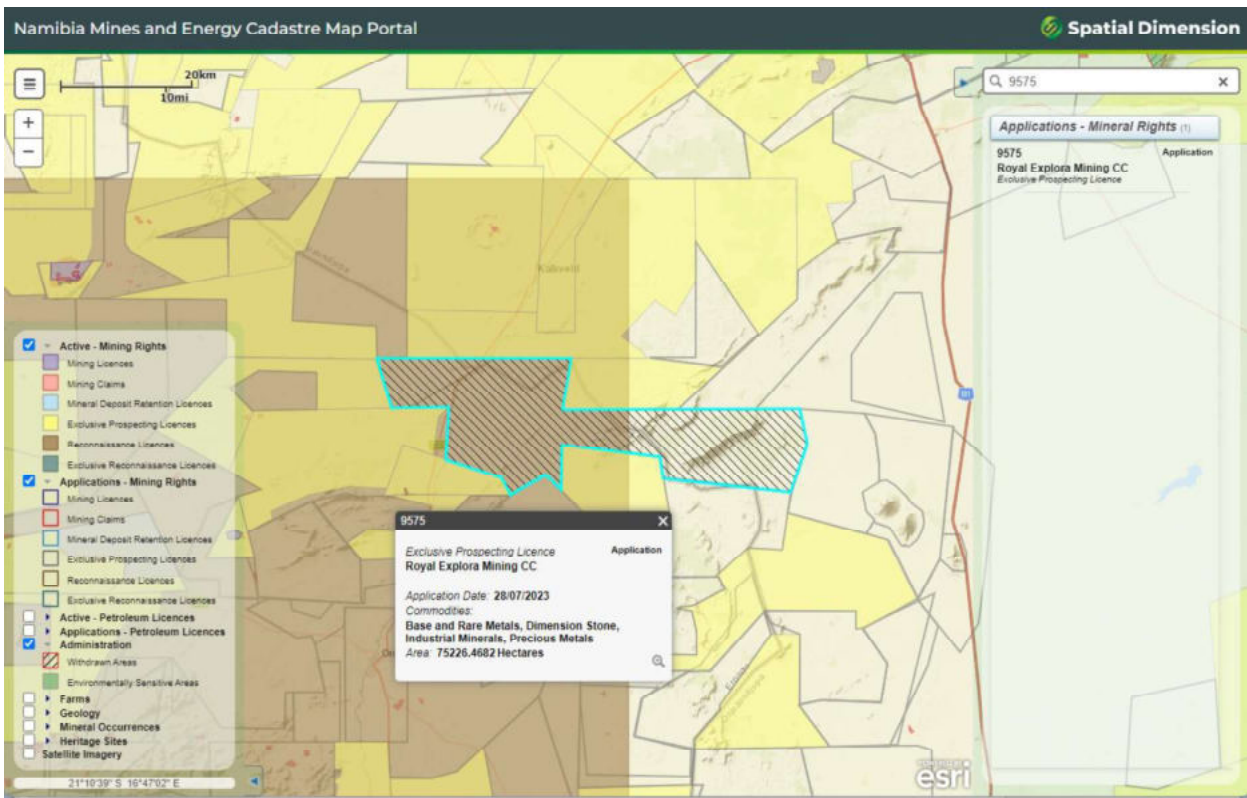 Namibia Mines and Energy Cadastre Map Portal
Spatial Dimension
20km
10mi
+
−
9575
Applications - Mineral Rights (1)
9575 Application
Royal Explora Mining CC
Exclusive Prospecting Licence
Kalkveld
B1
Active - Mining Rights
Mining Licences
Mining Claims
Mineral Deposit Retention Licences
Exclusive Prospecting Licences
Reconnaissance Licences
Exclusive Reconnaissance Licences
Applications - Mining Rights
Mining Licences
Mining Claims
Mineral Deposit Retention Licences
Exclusive Prospecting Licences
Reconnaissance Licences
Exclusive Reconnaissance Licences
Active - Petroleum Licences
Applications - Petroleum Licences
Administration
Withdrawn Areas
Environmentally Sensitive Areas
Farms
Geology
Mineral Occurrences
Heritage Sites
Satellite Imagery
21°10'39" S 16°47'02" E
9575
Exclusive Prospecting Licence Application
Royal Explora Mining CC
Application Date: 28/07/2023
Commodities:
Base and Rare Metals, Dimension Stone,
Industrial Minerals, Precious Metals
Area: 75226.4682 Hectares
Otjozondjupa
esri